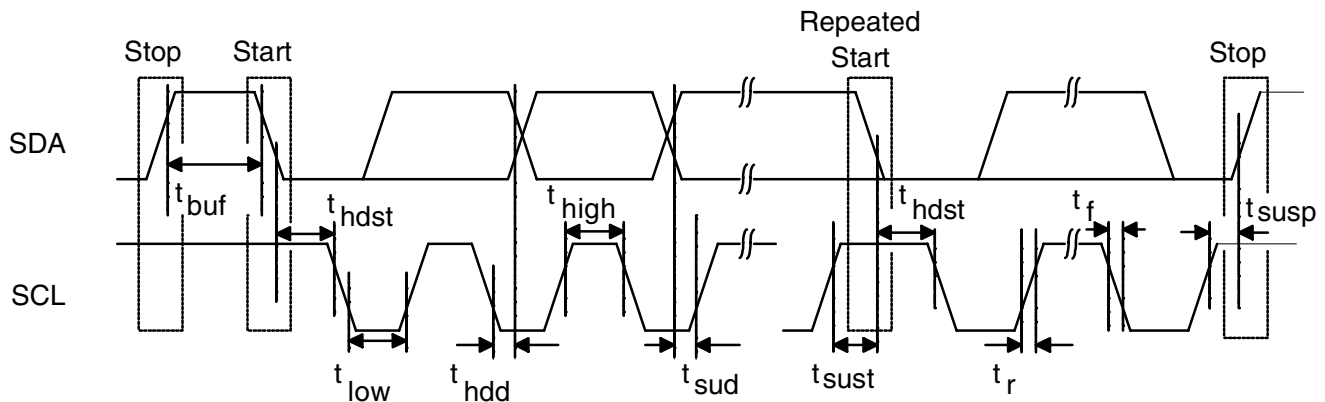 Stop
Start
Repeated
Start
Stop
SDA
t buf
t hdst
t high
t hdst
t f
t susp
SCL
t low
t hdd
t sud
t sust
t r